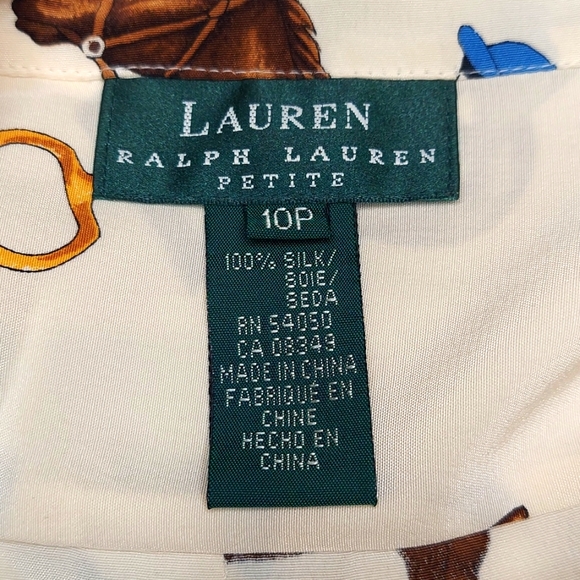 LAUREN
RALPH LAUREN
PETITE
10P
100% SILK/
SOIE/
SEDA
RN 54050
CA 08349
MADE IN CHINA
FABRIQUÉ EN
CHINE
HECHO EN
CHINA